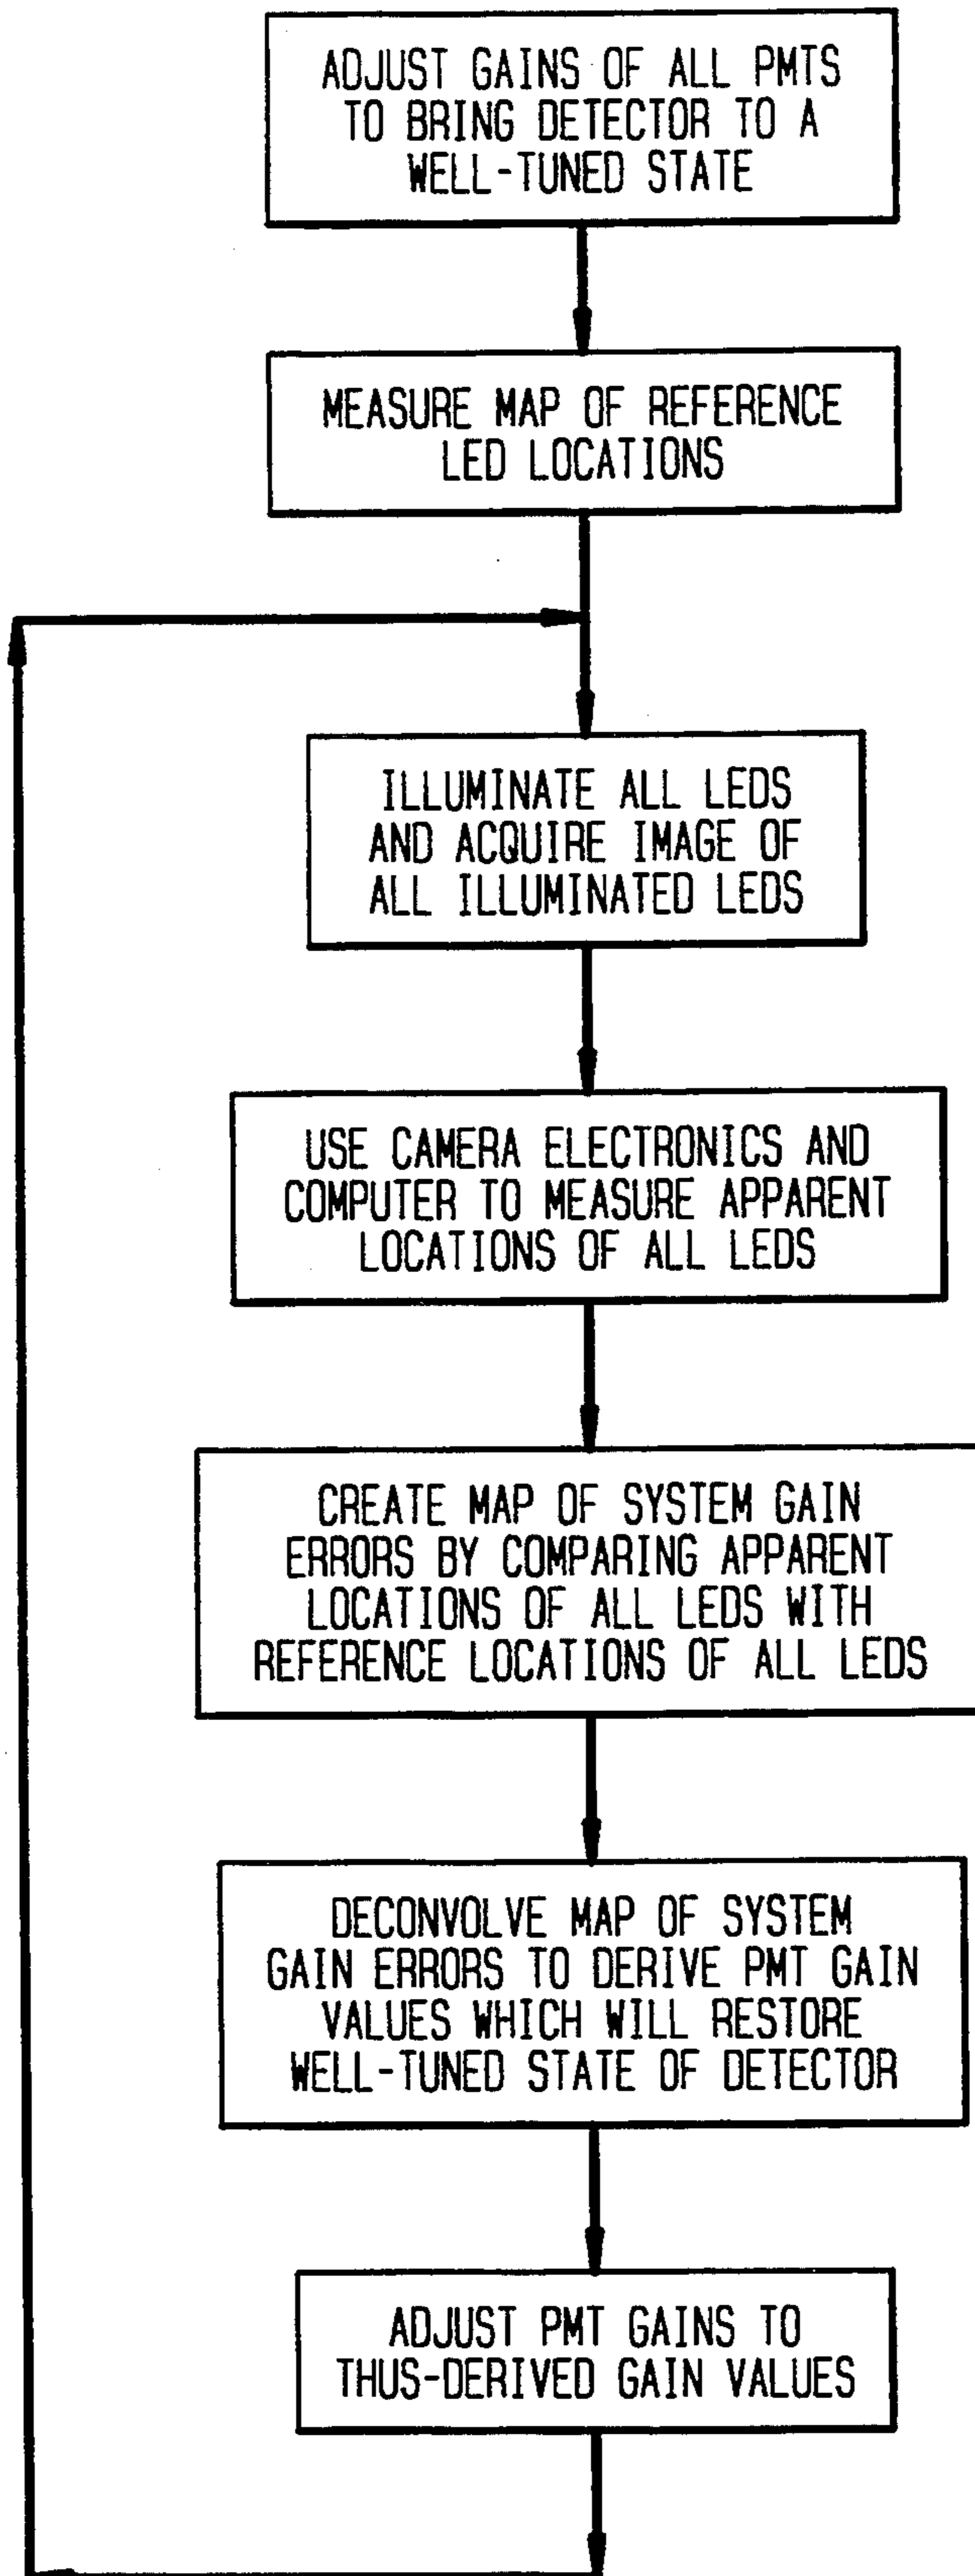 ADJUST GAINS OF ALL PMTS
TO BRING DETECTOR TO A
WELL-TUNED STATE
MEASURE MAP OF REFERENCE
LED LOCATIONS
ILLUMINATE ALL LEDS
AND ACQUIRE IMAGE OF
ALL ILLUMINATED LEDS
USE CAMERA ELECTRONICS AND
COMPUTER TO MEASURE APPARENT
LOCATIONS OF ALL LEDS
CREATE MAP OF SYSTEM GAIN
ERRORS BY COMPARING APPARENT
LOCATIONS OF ALL LEDS WITH
REFERENCE LOCATIONS OF ALL LEDS
DECONVOLVE MAP OF SYSTEM
GAIN ERRORS TO DERIVE PMT GAIN
VALUES WHICH WILL RESTORE
WELL-TUNED STATE OF DETECTOR
ADJUST PMT GAINS TO
THUS-DERIVED GAIN VALUES